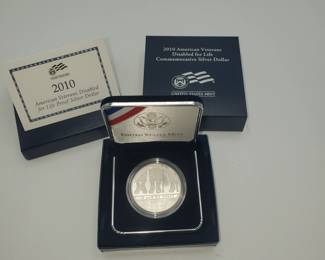 2010
American Veterans Disabled
for Life Proof Silver Dollar
2010 American Veterans
Disabled for Life
Commemorative Silver Dollar
UNITED STATES MINT
UNITED STATES MINT